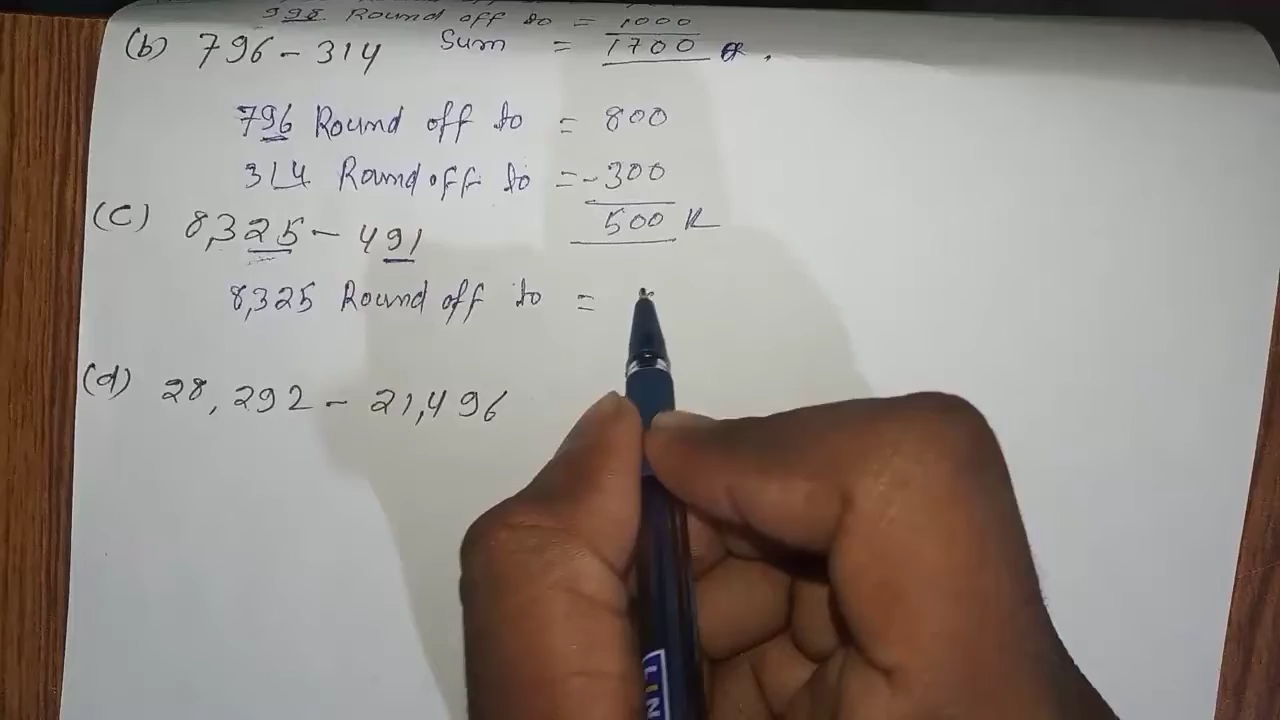 998 Round off to = 1000
(b) 796 - 314 Sum = 1700
796 Round off to = 800
314 Round off to = - 300
500
(C) 8,325 - 491
8,325 Round off to =
(d) 28,292 - 21,496
LIN